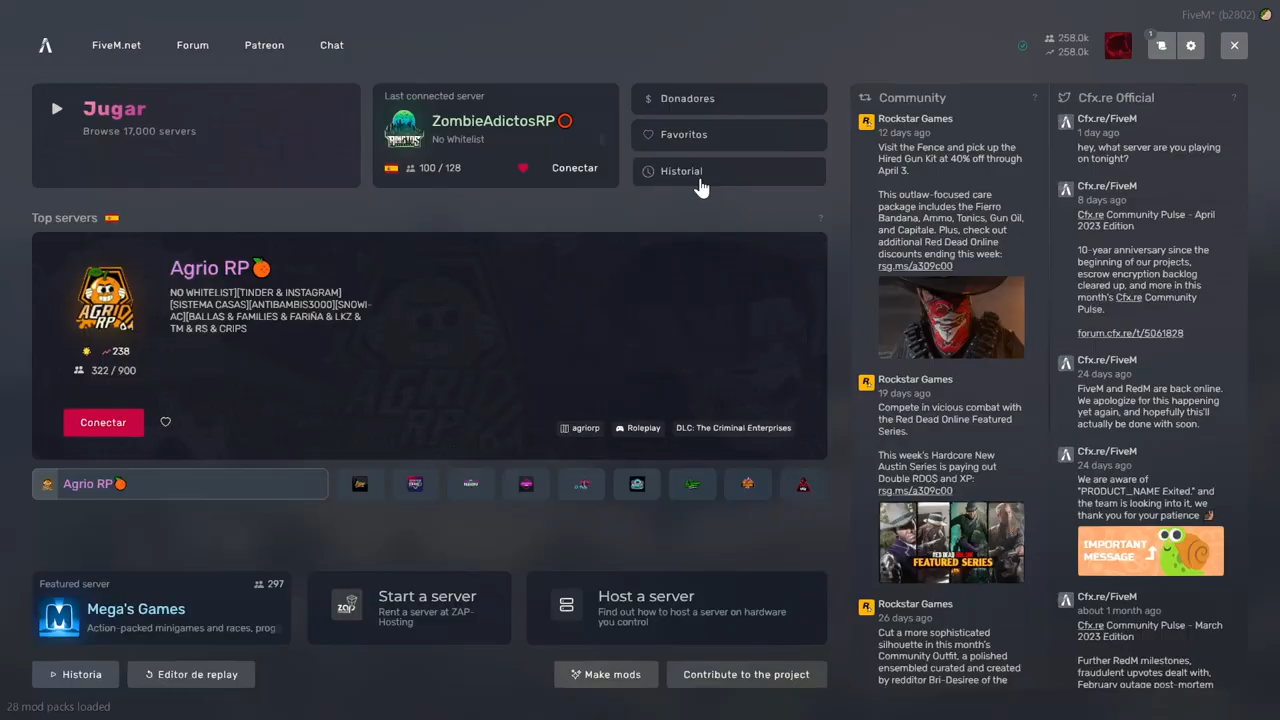 FiveM* (b2802)
FiveM.net
Forum
Patreon
Chat
258.0k
258.0k
1
Jugar
Browse 17,000 servers
Last connected server
ZombieAdictosRP⭕
No Whitelist
100 / 128
Conectar
Donadores
Favoritos
Historial
Top servers
?
Agrio RP🍊
NO WHITELIST][TINDER & INSTAGRAM]
[SISTEMA CASAS][ANTIBAMBIS3000][SNOWI-
AC][BALLAS & FAMILIES & FARIÑA & LKZ &
TM & RS & CRIPS
AGRIO
RP
238
322 / 900
Conectar
agriorp
Roleplay
DLC: The Criminal Enterprises
Agrio RP🍊
Featured server
297
Mega's Games
Action-packed minigames and races, prog
ZAP
Start a server
Rent a server at ZAP-
Hosting
Host a server
Find out how to host a server on hardware
you control
Historia
Editor de replay
Make mods
Contribute to the project
28 mod packs loaded
Community
?
Rockstar Games
12 days ago
Visit the Fence and pick up the
Hired Gun Kit at 40% off through
April 3.
This outlaw-focused care
package includes the Fierro
Bandana, Ammo, Tonics, Gun Oil,
and Capitale. Plus, check out
additional Red Dead Online
discounts ending this week:
rsg.ms/a309c00
Rockstar Games
19 days ago
Compete in vicious combat with
the Red Dead Online Featured
Series.
This week's Hardcore New
Austin Series is paying out
Double RDO$ and XP:
rsg.ms/a309c00
RED DEAD ONLINE
FEATURED SERIES
Rockstar Games
26 days ago
Cut a more sophisticated
silhouette in this month's
Community Outfit, a polished
ensembled curated and created
by redditor Bri-Desiree of the
Cfx.re Official
?
Cfx.re/FiveM
1 day ago
hey, what server are you playing
on tonight?
Cfx.re/FiveM
8 days ago
Cfx.re Community Pulse - April
2023 Edition
10-year anniversary since the
beginning of our projects,
escrow encryption backlog
cleared up, and more in this
month's Cfx.re Community
Pulse.
forum.cfx.re/t/5061828
Cfx.re/FiveM
24 days ago
FiveM and RedM are back online.
We apologize for this happening
yet again, and hopefully this'll
actually be done with soon.
Cfx.re/FiveM
24 days ago
We are aware of
"PRODUCT_NAME Exited." and
the team is looking into it, we
thank you for your patience
IMPORTANT
MESSAGE
Cfx.re/FiveM
about 1 month ago
Cfx.re Community Pulse - March
2023 Edition
Further RedM milestones,
fraudulent upvotes dealt with,
February outage post-mortem